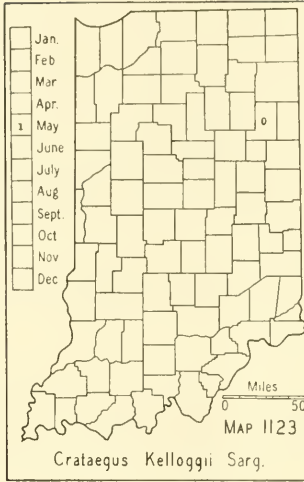 Jan.
Feb
Mar
Apr.
1 May
June
July
Aug
Sept.
Oct
Nov
Dec
0
Miles
0 50
MAP 1123
Crataegus Kelloggii Sarg.